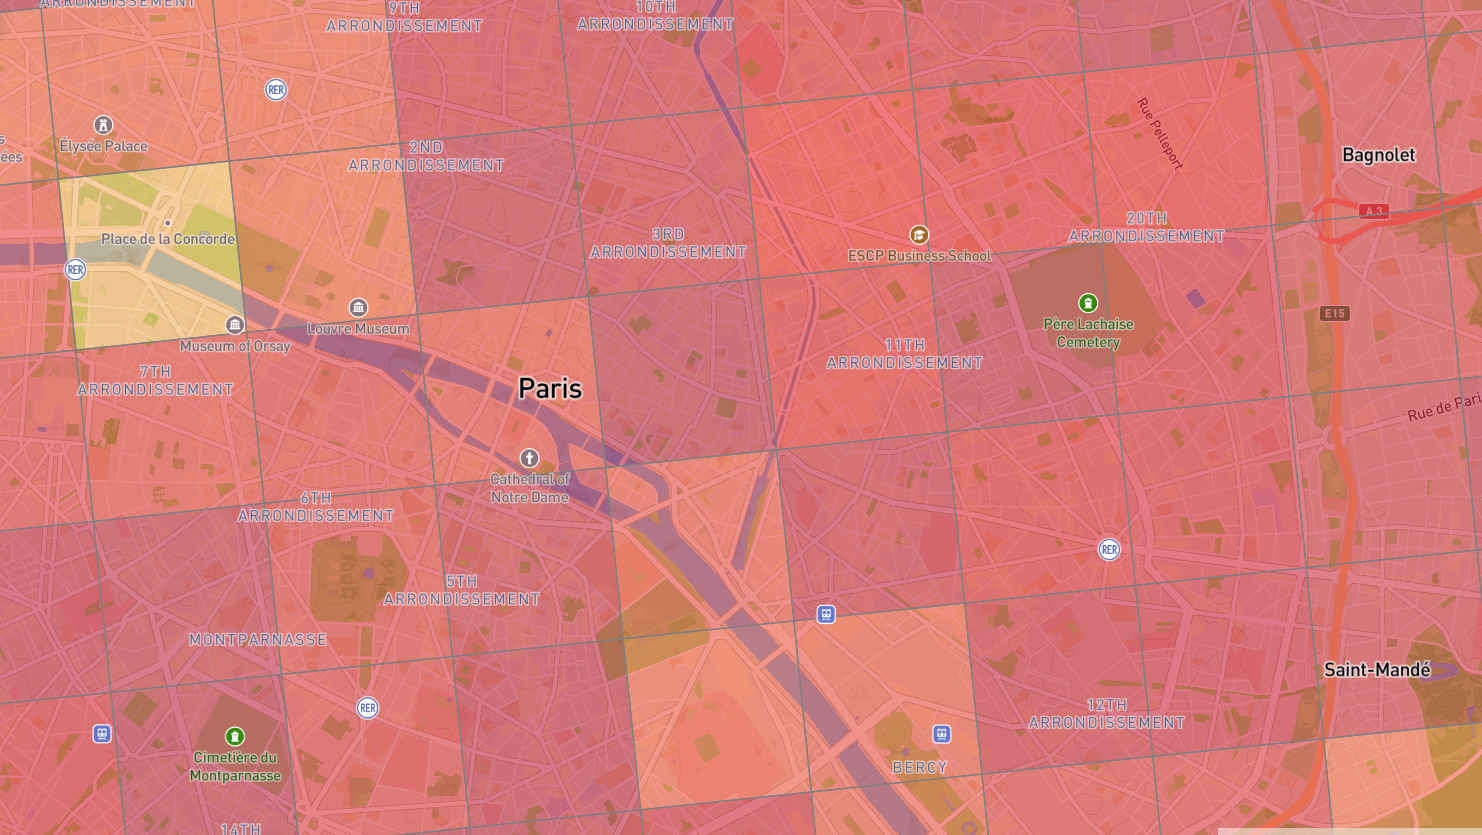 ARRONDISSEMENT
9TH
ARRONDISSEMENT
10TH
ARRONDISSEMENT
RER
Élysée Palace
ées
2ND
ARRONDISSEMENT
Rue Pelleport
Bagnolet
A 3
Place de la Concorde
RER
3RD
ARRONDISSEMENT
ESCP Business School
20TH
ARRONDISSEMENT
Louvre Museum
Museum of Orsay
Père Lachaise
Cemetery
E15
7TH
ARRONDISSEMENT
Paris
11TH
ARRONDISSEMENT
Rue de Pari
Cathedral of
Notre Dame
6TH
ARRONDISSEMENT
RER
5TH
ARRONDISSEMENT
MONTPARNASSE
Saint-Mandé
RER
12TH
ARRONDISSEMENT
Cimetière du
Montparnasse
BERCY
14TH